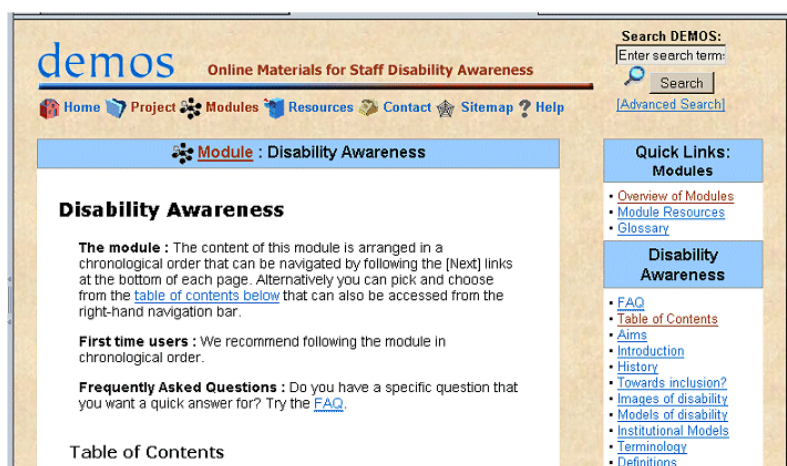 demos
Online Materials for Staff Disability Awareness
Search DEMOS:
Enter search term:
Search
[Advanced Search]
Home Project Modules Resources Contact Sitemap ? Help
Module : Disability Awareness
Disability Awareness
The module : The content of this module is arranged in a
chronological order that can be navigated by following the [Next] links
at the bottom of each page. Alternatively you can pick and choose
from the table of contents below that can also be accessed from the
right-hand navigation bar.
First time users : We recommend following the module in
chronological order.
Frequently Asked Questions : Do you have a specific question that
you want a quick answer for? Try the FAQ.
Table of Contents
Quick Links:
Modules
Overview of Modules
Module Resources
Glossary
Disability
Awareness
FAQ
Table of Contents
Aims
Introduction
History
Towards inclusion?
Images of disability
Models of disability
Institutional Models
Terminology
Definitions